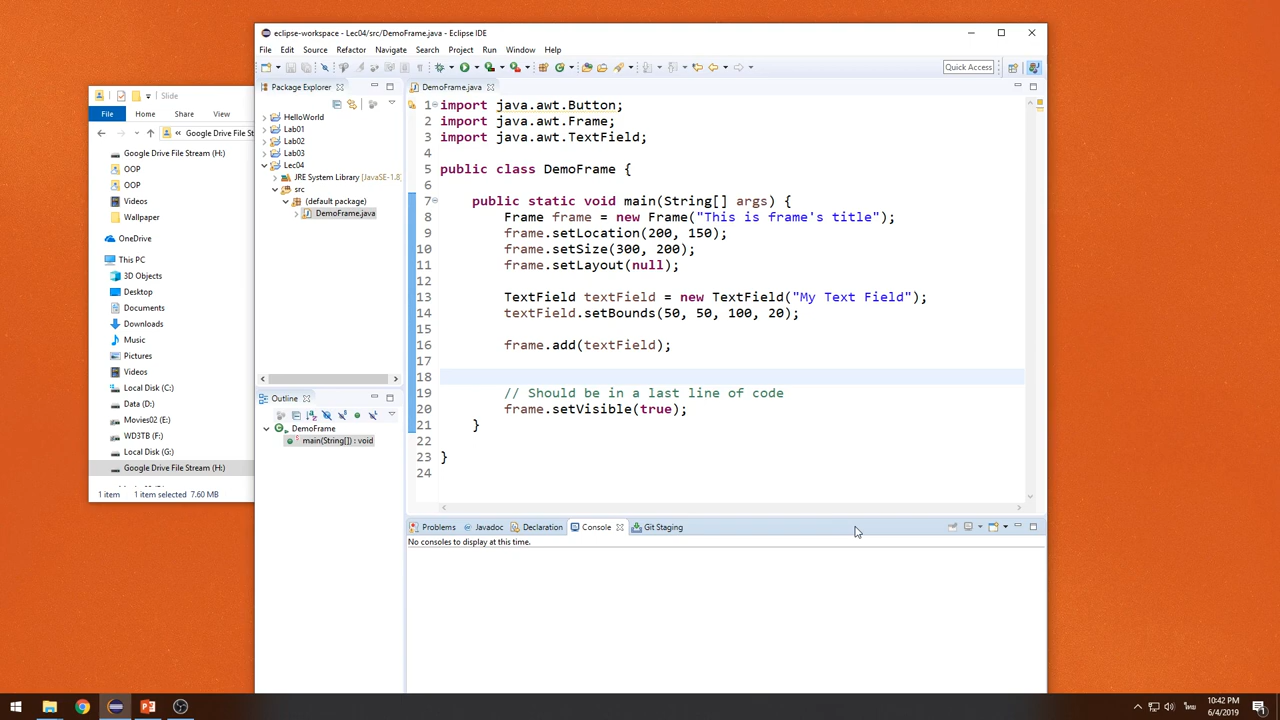 eclipse-workspace - Lec04/src/DemoFrame.java - Eclipse IDE
File Edit Source Refactor Navigate Search Project Run Window Help
Quick Access
Slide
File Home Share View
« Google Drive File S
Google Drive File Stream (H:)
OOP
OOP
Videos
Wallpaper
OneDrive
This PC
3D Objects
Desktop
Documents
Downloads
Music
Pictures
Videos
Local Disk (C:)
Data (D:)
Movies02 (E:)
WD3TB (F:)
Local Disk (G:)
Google Drive File Stream (H:)
1 item 1 item selected 7.60 MB
Package Explorer
HelloWorld
Lab01
Lab02
Lab03
Lec04
JRE System Library [JavaSE-1.8]
src
(default package)
DemoFrame.java
Outline
DemoFrame
main(String[]) : void
DemoFrame.java
1 import java.awt.Button;
2 import java.awt.Frame;
3 import java.awt.TextField;
4
5 public class DemoFrame {
6
7 public static void main(String[] args) {
8 Frame frame = new Frame("This is frame's title");
9 frame.setLocation(200, 150);
10 frame.setSize(300, 200);
11 frame.setLayout(null);
12
13 TextField textField = new TextField("My Text Field");
14 textField.setBounds(50, 50, 100, 20);
15
16 frame.add(textField);
17
18
19 // Should be in a last line of code
20 frame.setVisible(true);
21 }
22
23 }
24
Problems Javadoc Declaration Console Git Staging
No consoles to display at this time.
ไทย
10:42 PM
6/4/2019
1